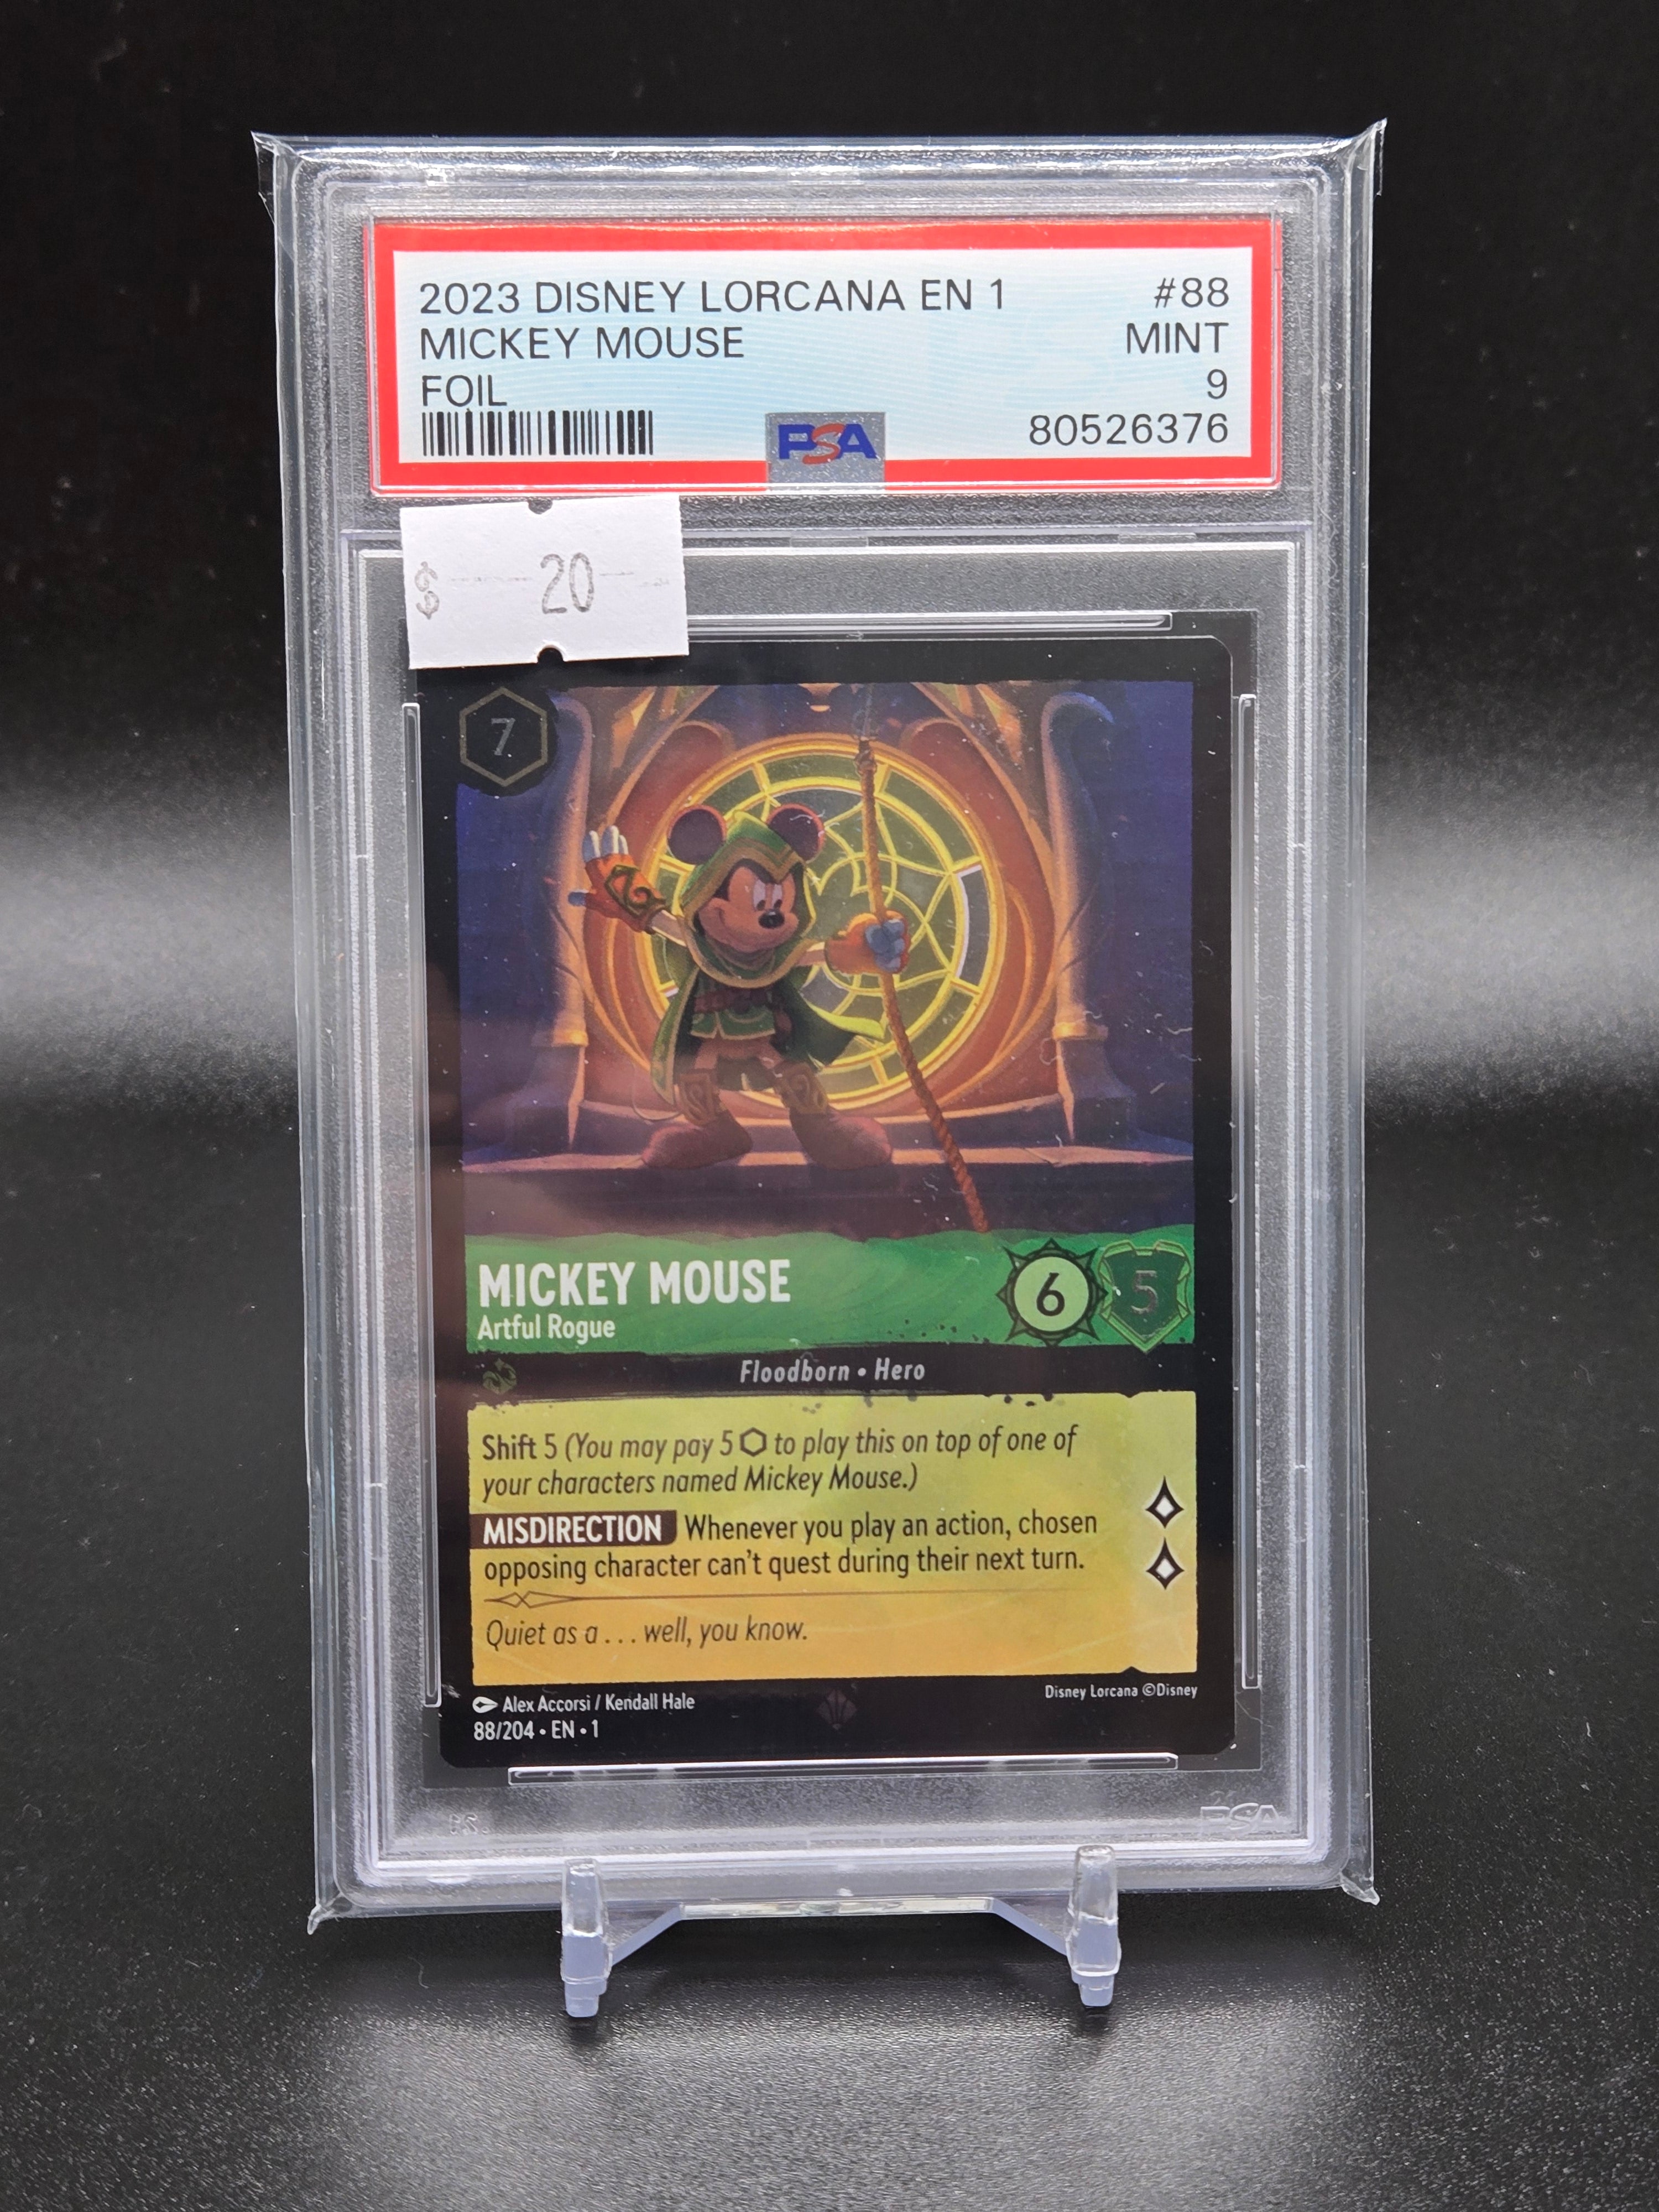 2023 DISNEY LORCANA EN 1 #88
MICKEY MOUSE MINT
FOIL 9
PSA 80526376
$ 20
7
MICKEY MOUSE 6 5
Artful Rogue
Floodborn • Hero
Shift 5 (You may pay 5 ⬡ to play this on top of one of
your characters named Mickey Mouse.)
MISDIRECTION Whenever you play an action, chosen
opposing character can't quest during their next turn.
Quiet as a . . . well, you know.
Alex Accorsi / Kendall Hale Disney Lorcana ©Disney
88/204 • EN • 1
PSA